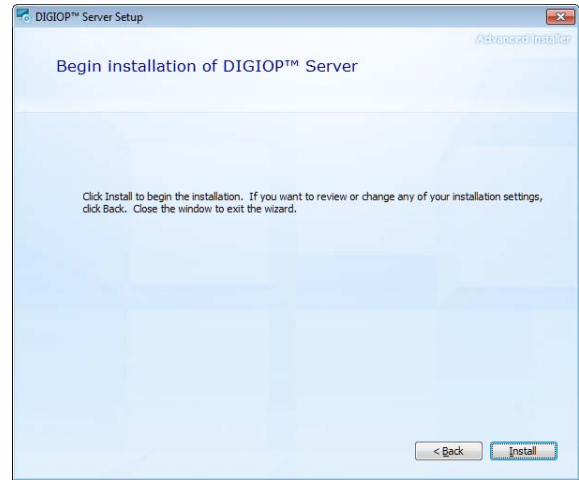 DIGIOP™ Server Setup
Advanced Installer
Begin installation of DIGIOP™ Server
Click Install to begin the installation. If you want to review or change any of your installation settings,
click Back. Close the window to exit the wizard.
< Back Install